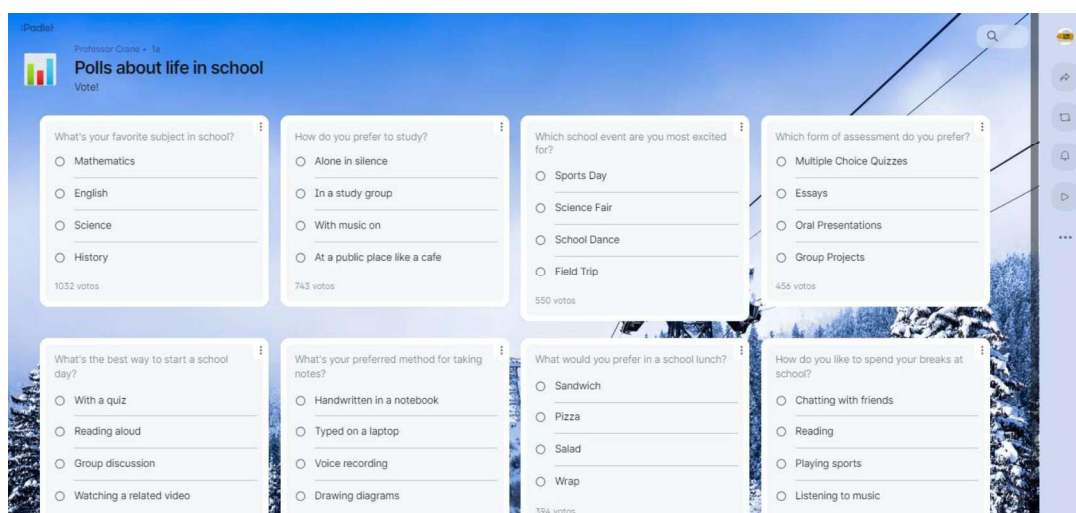 :Padlet
Professor Crane • 1a
Polls about life in school
Vote!
What's your favorite subject in school?
Mathematics
English
Science
History
1032 votos
How do you prefer to study?
Alone in silence
In a study group
With music on
At a public place like a cafe
743 votos
Which school event are you most excited
for?
Sports Day
Science Fair
School Dance
Field Trip
550 votos
Which form of assessment do you prefer?
Multiple Choice Quizzes
Essays
Oral Presentations
Group Projects
456 votos
What's the best way to start a school
day?
With a quiz
Reading aloud
Group discussion
Watching a related video
What's your preferred method for taking
notes?
Handwritten in a notebook
Typed on a laptop
Voice recording
Drawing diagrams
What would you prefer in a school lunch?
Sandwich
Pizza
Salad
Wrap
394 votos
How do you like to spend your breaks at
school?
Chatting with friends
Reading
Playing sports
Listening to music